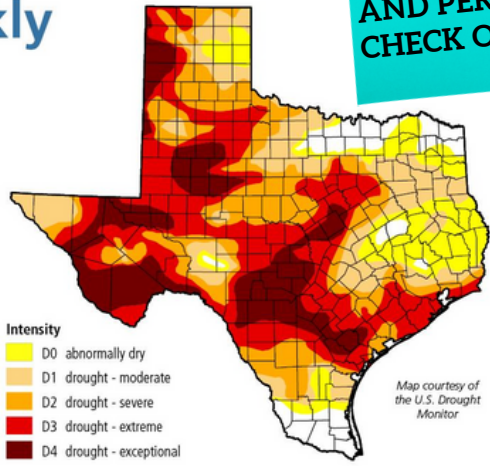 AND PER
CHECK O
kly
Intensity
D0 abnormally dry
D1 drought - moderate
D2 drought - severe
D3 drought - extreme
D4 drought - exceptional
Map courtesy of
the U.S. Drought
Monitor